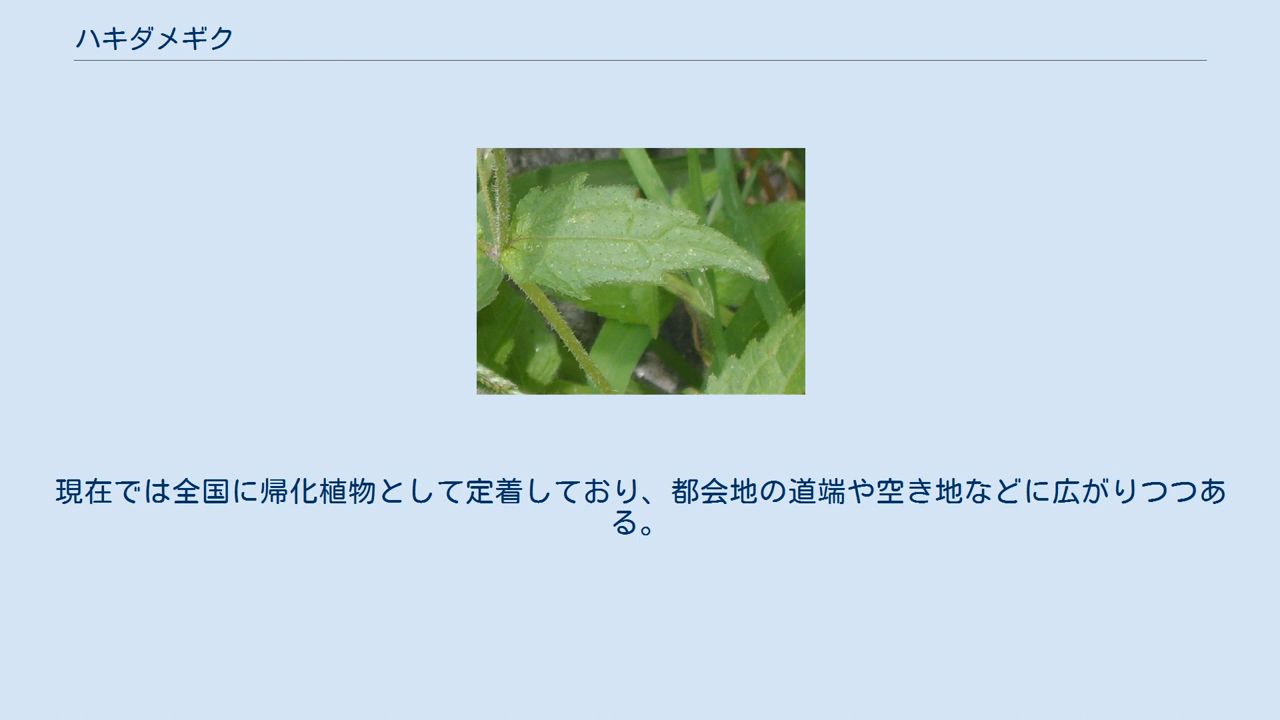 ハキダメギク
現在では全国に帰化植物として定着しており、都会地の道端や空き地などに広がりつつあ
る。